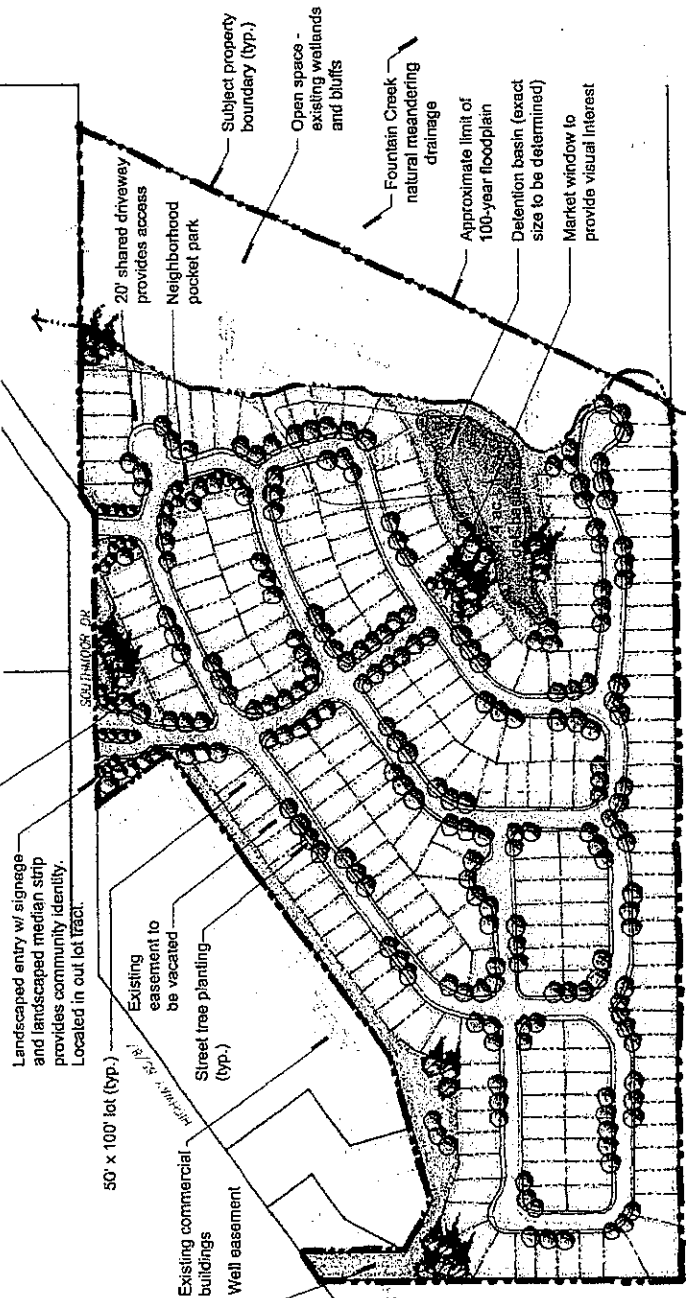 Landscaped entry w/ signage
and landscaped median strip
provides community identity.
Located in out lot tract.
50' x 100' lot (typ.)
Existing
easement to
be vacated
Street tree planting
(typ.)
Existing commercial
buildings
Well easement
SOUTHMOOR DR
HIGHWAY 85/87
20' shared driveway
provides access
Neighborhood
pocket park
Subject property
boundary (typ.)
Open space -
existing wetlands
and bluffs
Fountain Creek
natural meandering
drainage
Approximate limit of
100-year floodplain
Detention basin (exact
size to be determined)
Market window to
provide visual interest